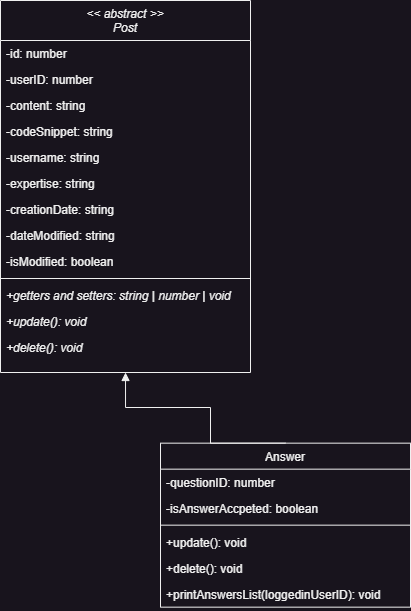 << abstract >>
Post
-id: number
-userID: number
-content: string
-codeSnippet: string
-username: string
-expertise: string
-creationDate: string
-dateModified: string
-isModified: boolean
+getters and setters: string | number | void
+update(): void
+delete(): void
Answer
-questionID: number
-isAnswerAccpeted: boolean
+update(): void
+delete(): void
+printAnswersList(loggedinUserID): void